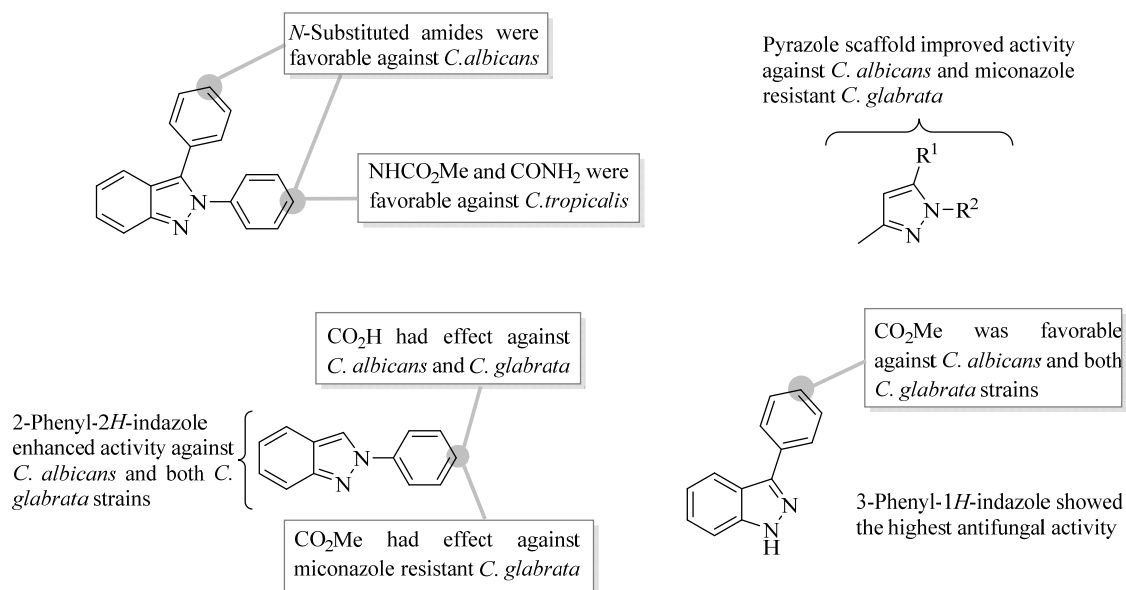 N-Substituted amides were
favorable against C.albicans
N
N
NHCO₂Me and CONH₂ were
favorable against C.tropicalis
Pyrazole scaffold improved activity
against C. albicans and miconazole
resistant C. glabrata
R¹
N–R²
N
CO₂H had effect against
C. albicans and C. glabrata
2-Phenyl-2H-indazole
enhanced activity against
C. albicans and both C.
glabrata strains
N
N
CO₂Me had effect against
miconazole resistant C. glabrata
CO₂Me was favorable
against C. albicans and both
C. glabrata strains
N
N
H
3-Phenyl-1H-indazole showed
the highest antifungal activity